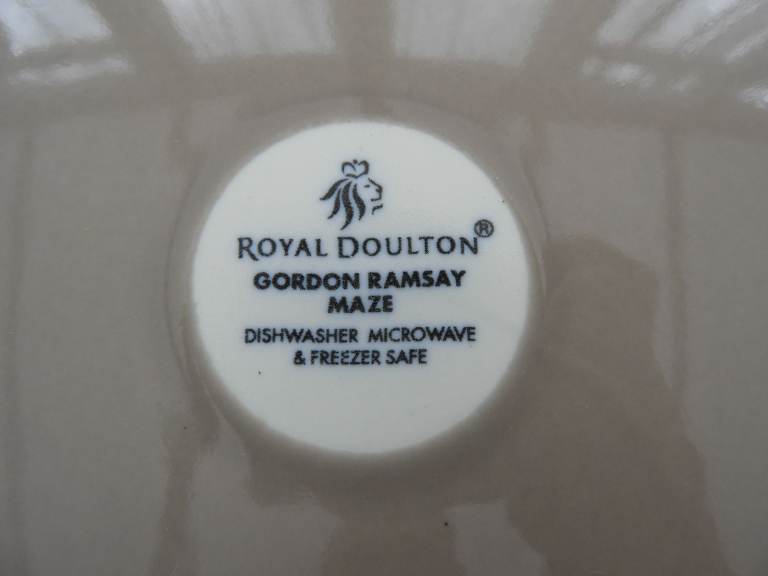 ROYAL DOULTON®
GORDON RAMSAY
MAZE
DISHWASHER MICROWAVE
& FREEZER SAFE